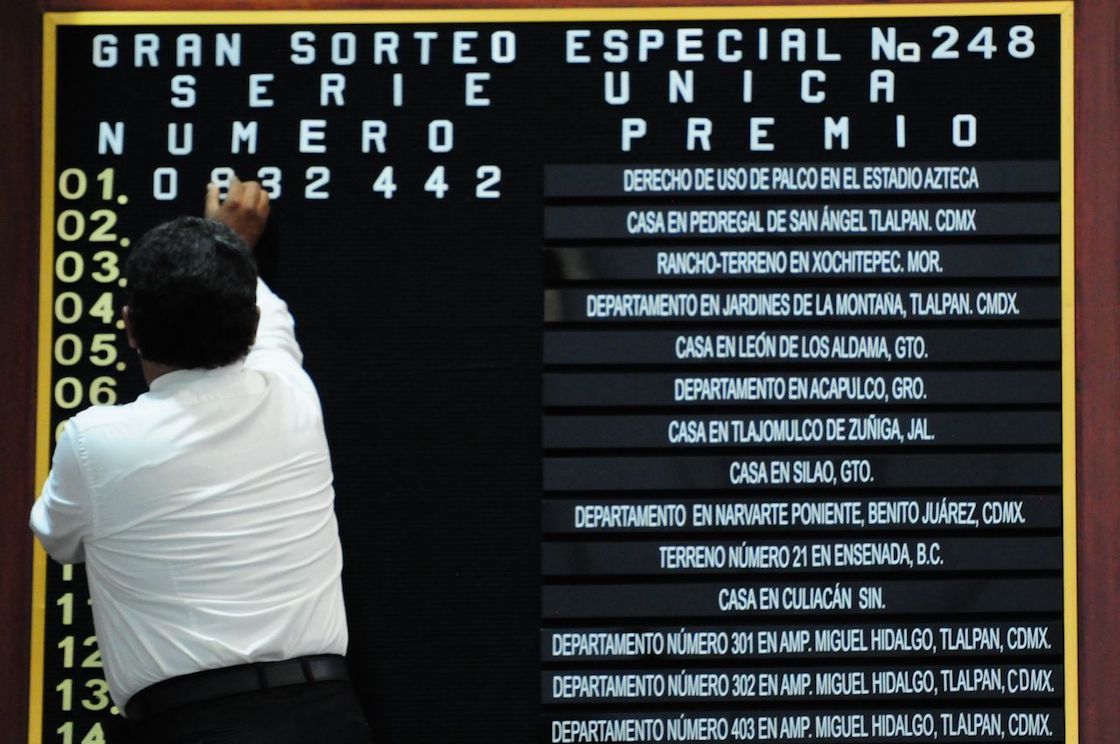 GRAN SORTEO ESPECIAL No 248
SERIE UNICA
NUMERO PREMIO
01. 0 832 442 DERECHO DE USO DE PALCO EN EL ESTADIO AZTECA
02. CASA EN PEDREGAL DE SAN ÁNGEL TLALPAN. CDMX
03. RANCHO-TERRENO EN XOCHITEPEC. MOR.
04. DEPARTAMENTO EN JARDINES DE LA MONTAÑA, TLALPAN. CMDX.
05. CASA EN LEÓN DE LOS ALDAMA, GTO.
06 DEPARTAMENTO EN ACAPULCO, GRO.
CASA EN TLAJOMULCO DE ZUÑIGA, JAL.
CASA EN SILAO, GTO.
DEPARTAMENTO EN NARVARTE PONIENTE, BENITO JUÁREZ, CDMX.
TERRENO NÚMERO 21 EN ENSENADA, B.C.
CASA EN CULIACÁN SIN.
12 DEPARTAMENTO NÚMERO 301 EN AMP. MIGUEL HIDALGO, TLALPAN, CDMX.
13. DEPARTAMENTO NÚMERO 302 EN AMP. MIGUEL HIDALGO, TLALPAN, CDMX.
14 DEPARTAMENTO NÚMERO 403 EN AMP. MIGUEL HIDALGO, TLALPAN, CDMX.